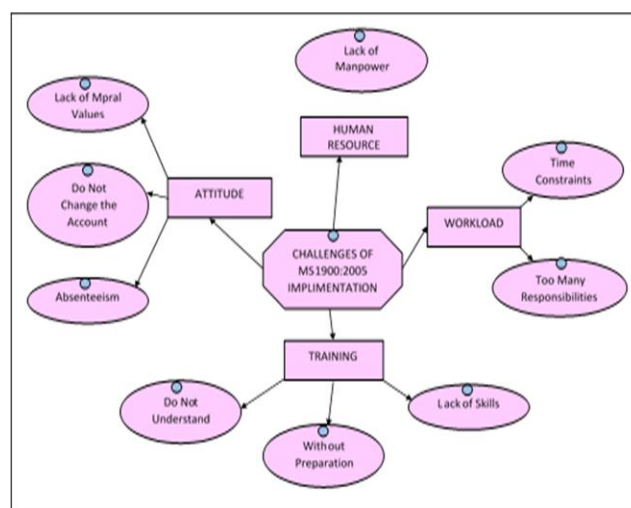 Lack of
Manpower
Lack of Mpral
Values
HUMAN
RESOURCE
Time
Constraints
Do Not
Change the
Account
ATTITUDE
WORKLOAD
CHALLENGES OF
MS1900:2005
IMPLIMENTATION
Absenteeism
Too Many
Responsibilities
TRAINING
Do Not
Understand
Lack of Skills
Without
Preparation